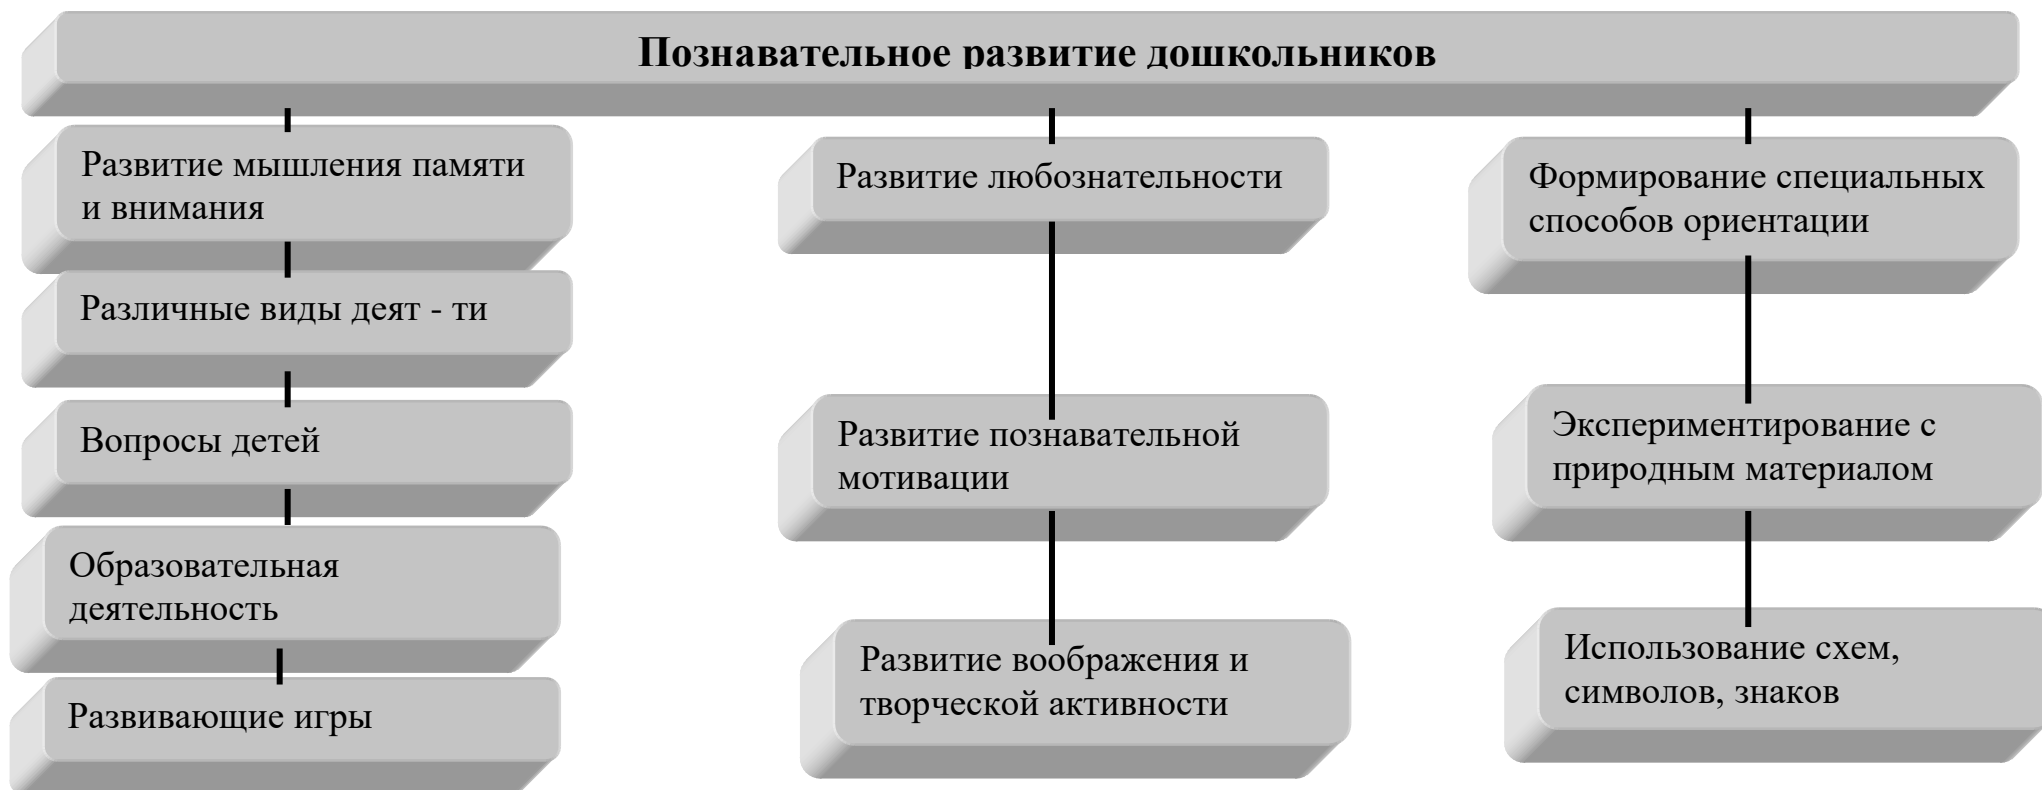 Познавательное развитие дошкольников
Развитие мышления памяти
и внимания
Различные виды деят - ти
Вопросы детей
Образовательная
деятельность
Развивающие игры
Развитие любознательности
Развитие познавательной
мотивации
Развитие воображения и
творческой активности
Формирование специальных
способов ориентации
Экспериментирование с
природным материалом
Использование схем,
символов, знаков